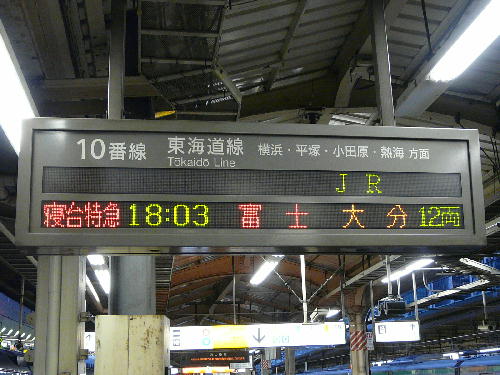 10番線 東海道線 横浜・平塚・小田原・熱海 方面
Tōkaidō Line
JR
寝台特急 18:03 富士 大分 12両